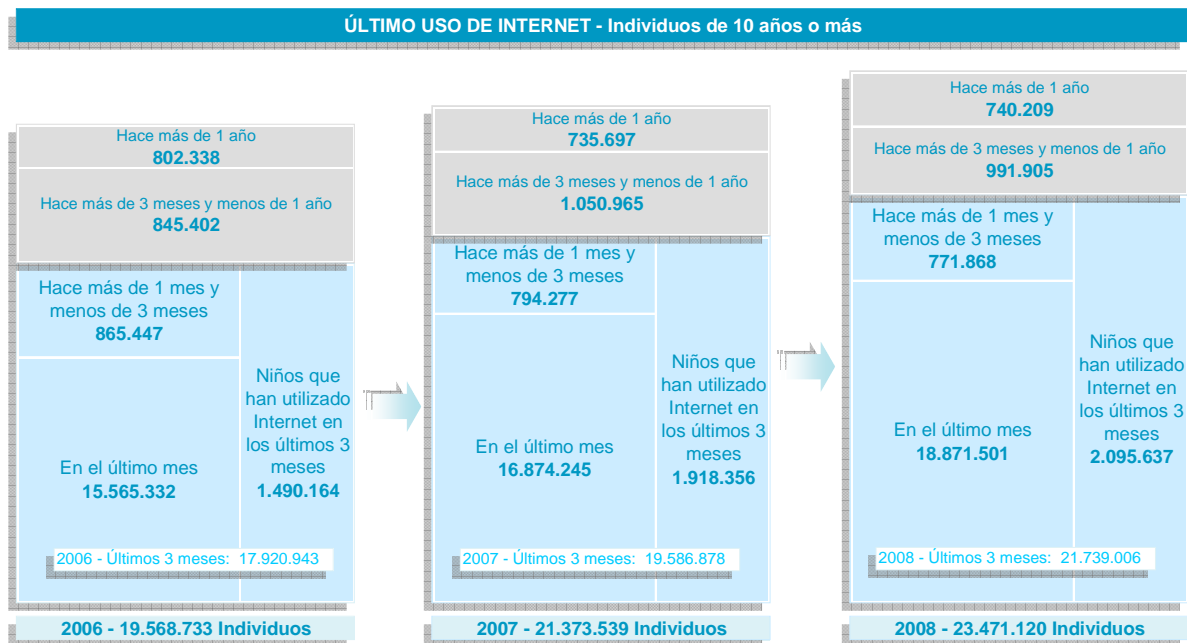 ÚLTIMO USO DE INTERNET - Individuos de 10 años o más
Hace más de 1 año
802.338
Hace más de 3 meses y menos de 1 año
845.402
Hace más de 1 mes y
menos de 3 meses
865.447
En el último mes
15.565.332
Niños que
han utilizado
Internet en
los últimos 3
meses
1.490.164
2006 - Últimos 3 meses: 17.920.943
2006 - 19.568.733 Individuos
Hace más de 1 año
735.697
Hace más de 3 meses y menos de 1 año
1.050.965
Hace más de 1 mes y
menos de 3 meses
794.277
En el último mes
16.874.245
Niños que
han utilizado
Internet en
los últimos 3
meses
1.918.356
2007 - Últimos 3 meses: 19.586.878
2007 - 21.373.539 Individuos
Hace más de 1 año
740.209
Hace más de 3 meses y menos de 1 año
991.905
Hace más de 1 mes y
menos de 3 meses
771.868
En el último mes
18.871.501
Niños que
han utilizado
Internet en
los últimos 3
meses
2.095.637
2008 - Últimos 3 meses: 21.739.006
2008 - 23.471.120 Individuos